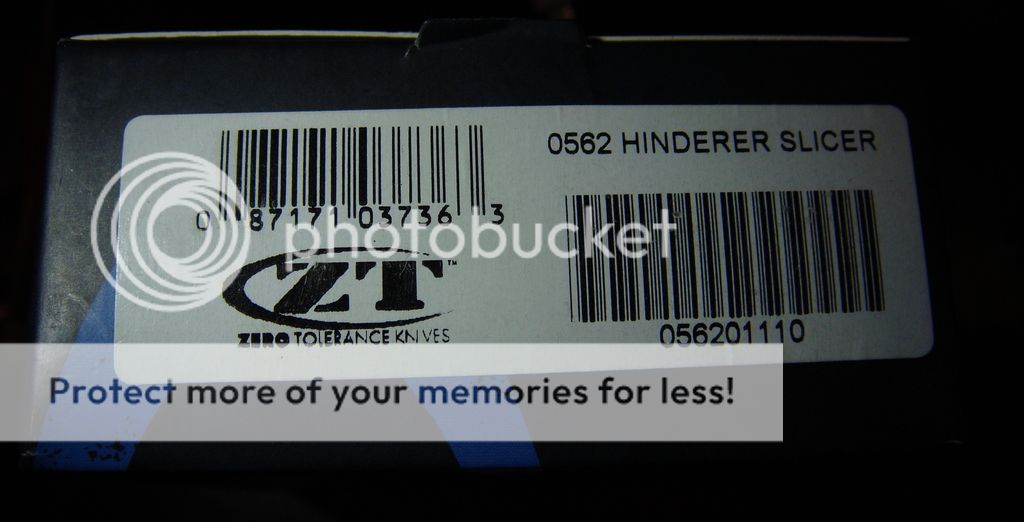 0562 HINDERER SLICER
0 87171 03736 3
photobucket
ZT™
ZERO TOLERANCE KNIVES
056201110
Protect more of your memories for less!